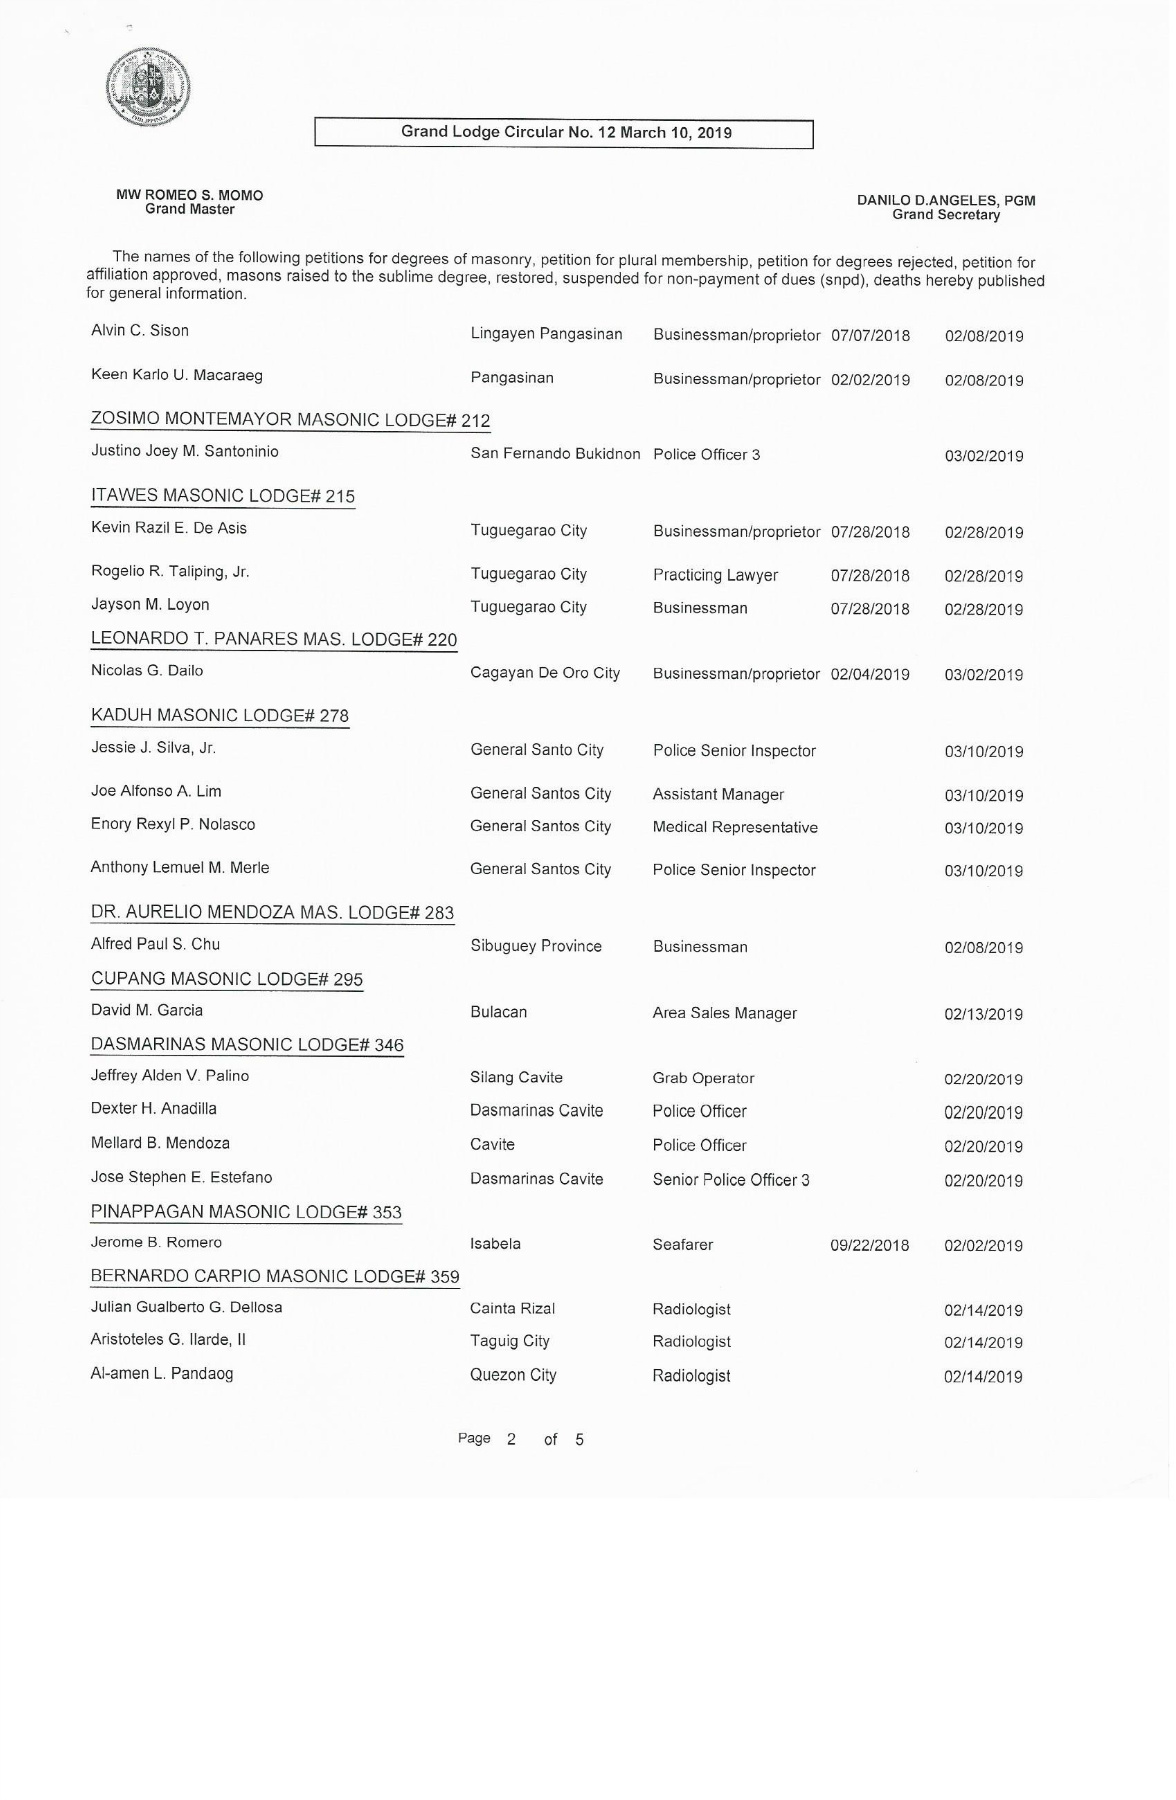 PHILIPPINES
Grand Lodge Circular No. 12 March 10, 2019
MW ROMEO S. MOMO
Grand Master
DANILO D.ANGELES, PGM
Grand Secretary
The names of the following petitions for degrees of masonry, petition for plural membership, petition for degrees rejected, petition for
affiliation approved, masons raised to the sublime degree, restored, suspended for non-payment of dues (snpd), deaths hereby published
for general information.
Alvin C. Sison Lingayen Pangasinan Businessman/proprietor 07/07/2018 02/08/2019
Keen Karlo U. Macaraeg Pangasinan Businessman/proprietor 02/02/2019 02/08/2019
ZOSIMO MONTEMAYOR MASONIC LODGE# 212
Justino Joey M. Santoninio San Fernando Bukidnon Police Officer 3 03/02/2019
ITAWES MASONIC LODGE# 215
Kevin Razil E. De Asis Tuguegarao City Businessman/proprietor 07/28/2018 02/28/2019
Rogelio R. Taliping, Jr. Tuguegarao City Practicing Lawyer 07/28/2018 02/28/2019
Jayson M. Loyon Tuguegarao City Businessman 07/28/2018 02/28/2019
LEONARDO T. PANARES MAS. LODGE# 220
Nicolas G. Dailo Cagayan De Oro City Businessman/proprietor 02/04/2019 03/02/2019
KADUH MASONIC LODGE# 278
Jessie J. Silva, Jr. General Santo City Police Senior Inspector 03/10/2019
Joe Alfonso A. Lim General Santos City Assistant Manager 03/10/2019
Enory Rexyl P. Nolasco General Santos City Medical Representative 03/10/2019
Anthony Lemuel M. Merle General Santos City Police Senior Inspector 03/10/2019
DR. AURELIO MENDOZA MAS. LODGE# 283
Alfred Paul S. Chu Sibuguey Province Businessman 02/08/2019
CUPANG MASONIC LODGE# 295
David M. Garcia Bulacan Area Sales Manager 02/13/2019
DASMARINAS MASONIC LODGE# 346
Jeffrey Alden V. Palino Silang Cavite Grab Operator 02/20/2019
Dexter H. Anadilla Dasmarinas Cavite Police Officer 02/20/2019
Mellard B. Mendoza Cavite Police Officer 02/20/2019
Jose Stephen E. Estefano Dasmarinas Cavite Senior Police Officer 3 02/20/2019
PINAPPAGAN MASONIC LODGE# 353
Jerome B. Romero Isabela Seafarer 09/22/2018 02/02/2019
BERNARDO CARPIO MASONIC LODGE# 359
Julian Gualberto G. Dellosa Cainta Rizal Radiologist 02/14/2019
Aristoteles G. Ilarde, II Taguig City Radiologist 02/14/2019
Al-amen L. Pandaog Quezon City Radiologist 02/14/2019
Page 2 of 5